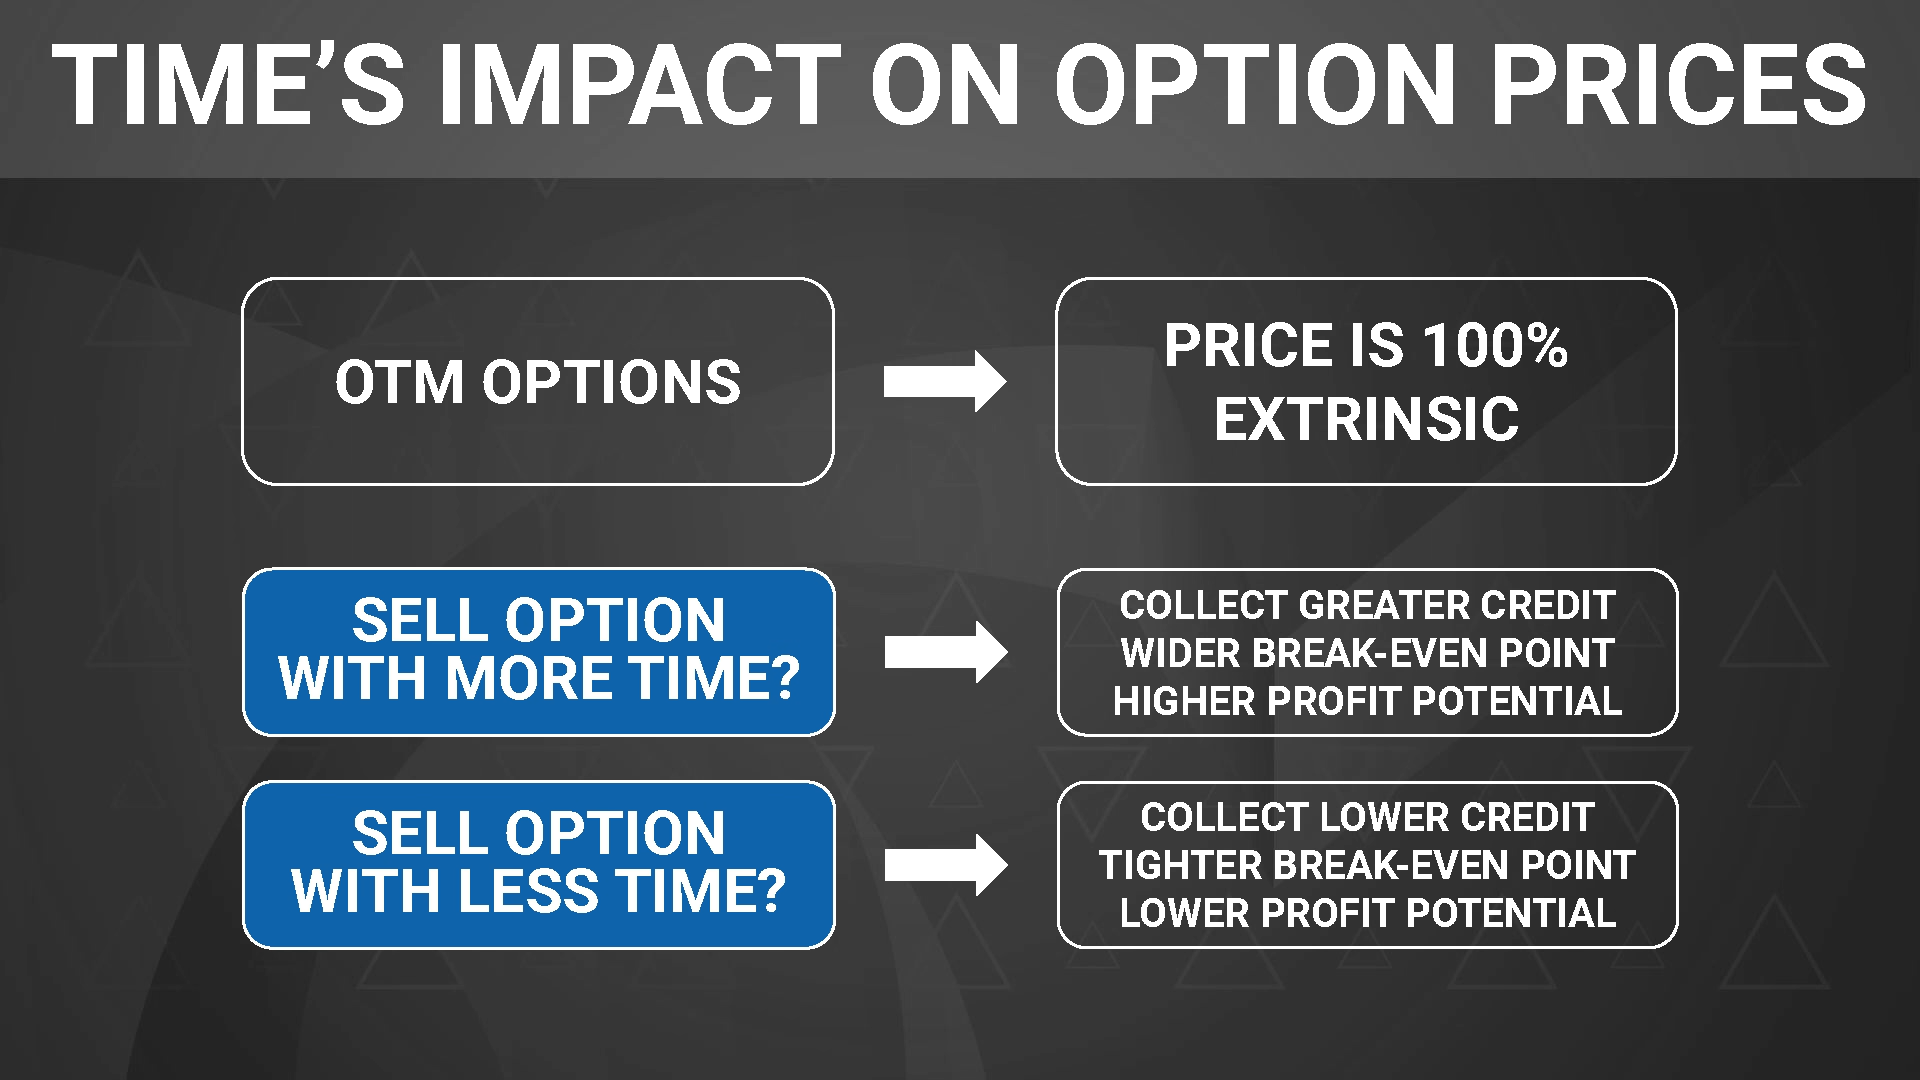 TIME’S IMPACT ON OPTION PRICES
OTM OPTIONS
PRICE IS 100%
EXTRINSIC
SELL OPTION
WITH MORE TIME?
COLLECT GREATER CREDIT
WIDER BREAK-EVEN POINT
HIGHER PROFIT POTENTIAL
SELL OPTION
WITH LESS TIME?
COLLECT LOWER CREDIT
TIGHTER BREAK-EVEN POINT
LOWER PROFIT POTENTIAL